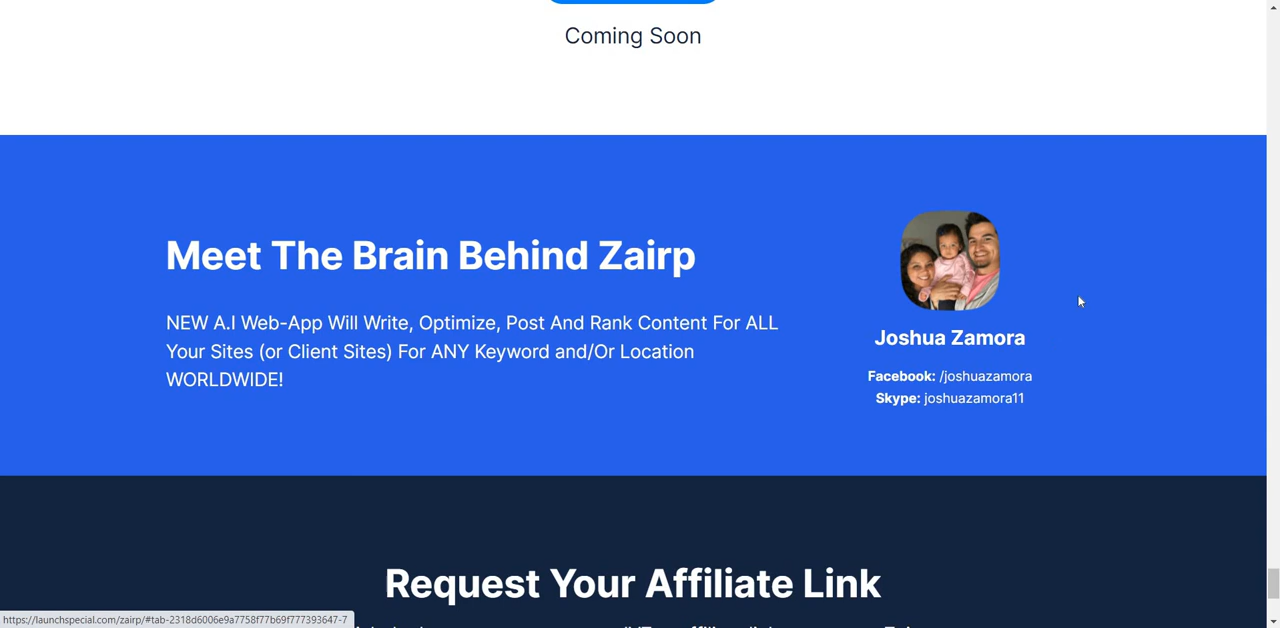 Coming Soon
Meet The Brain Behind Zairp
NEW A.I Web-App Will Write, Optimize, Post And Rank Content For ALL
Your Sites (or Client Sites) For ANY Keyword and/Or Location
WORLDWIDE!
Joshua Zamora
Facebook: /joshuazamora
Skype: joshuazamora11
Request Your Affiliate Link
https://launchspecial.com/zairp/#tab-2318d6006e9a7758f77b69f777393647-7